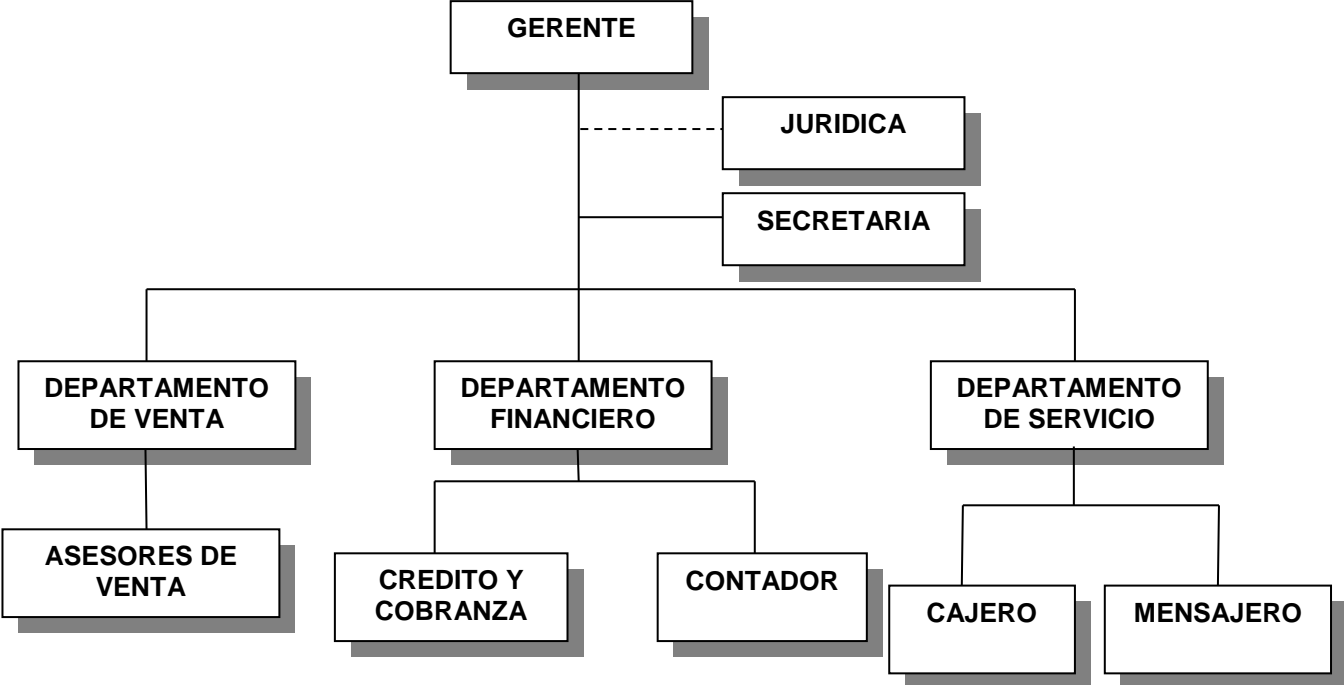 GERENTE
JURIDICA
SECRETARIA
DEPARTAMENTO
DE VENTA
DEPARTAMENTO
FINANCIERO
DEPARTAMENTO
DE SERVICIO
ASESORES DE
VENTA
CREDITO Y
COBRANZA
CONTADOR
CAJERO
MENSAJERO